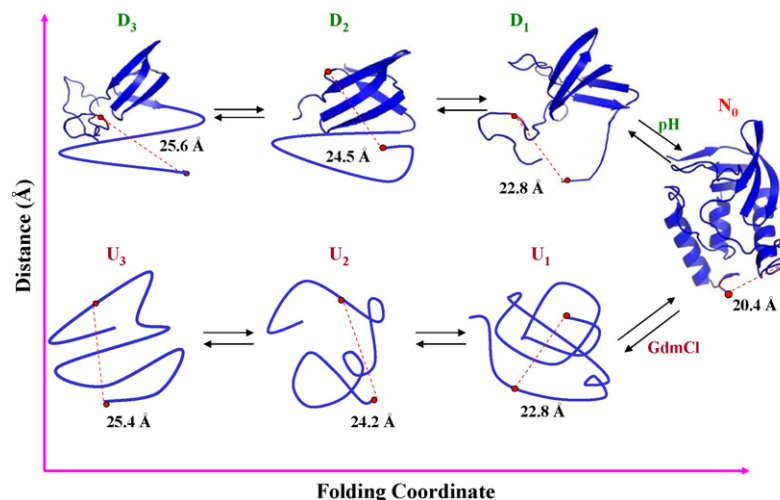 D₃
D₂
D₁
N₀
pH
25.6 Å
24.5 Å
22.8 Å
20.4 Å
U₃
U₂
U₁
GdmCl
25.4 Å
24.2 Å
22.8 Å
Distance (Å)
Folding Coordinate